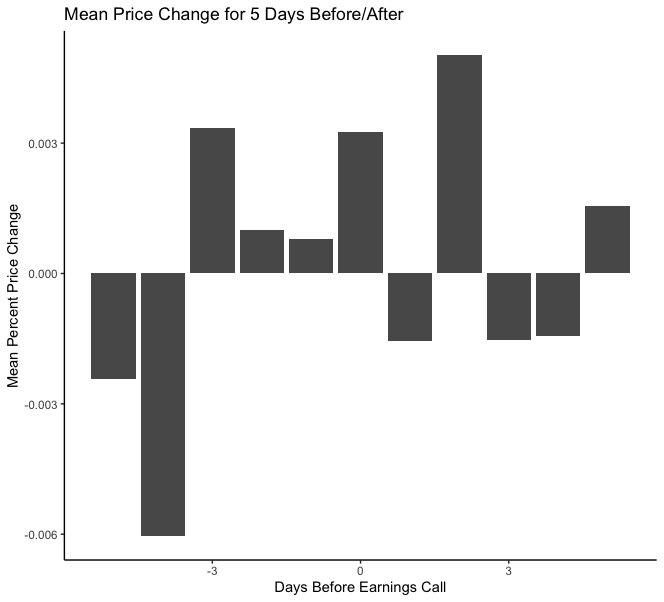 Mean Price Change for 5 Days Before/After
Mean Percent Price Change
0.003
0.000
-0.003
-0.006
-3
0
3
Days Before Earnings Call